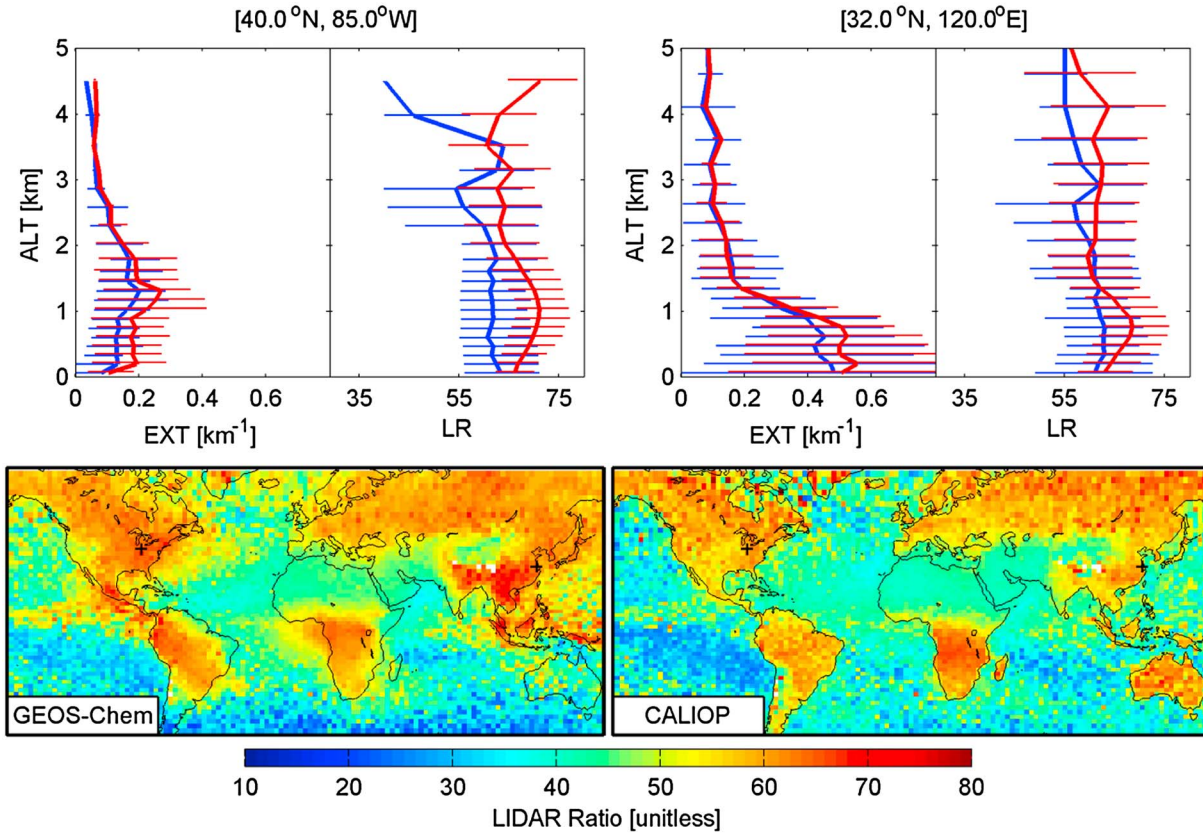 [40.0 °N, 85.0°W]
[32.0 °N, 120.0°E]
5
4
3
2
1
0
ALT [km]
0 0.2 0.4 0.6
35 55 75
EXT [km-1]
LR
5
4
3
2
1
0
ALT [km]
0 0.2 0.4 0.6
35 55 75
EXT [km-1]
LR
GEOS-Chem
CALIOP
10 20 30 40 50 60 70 80
LIDAR Ratio [unitless]